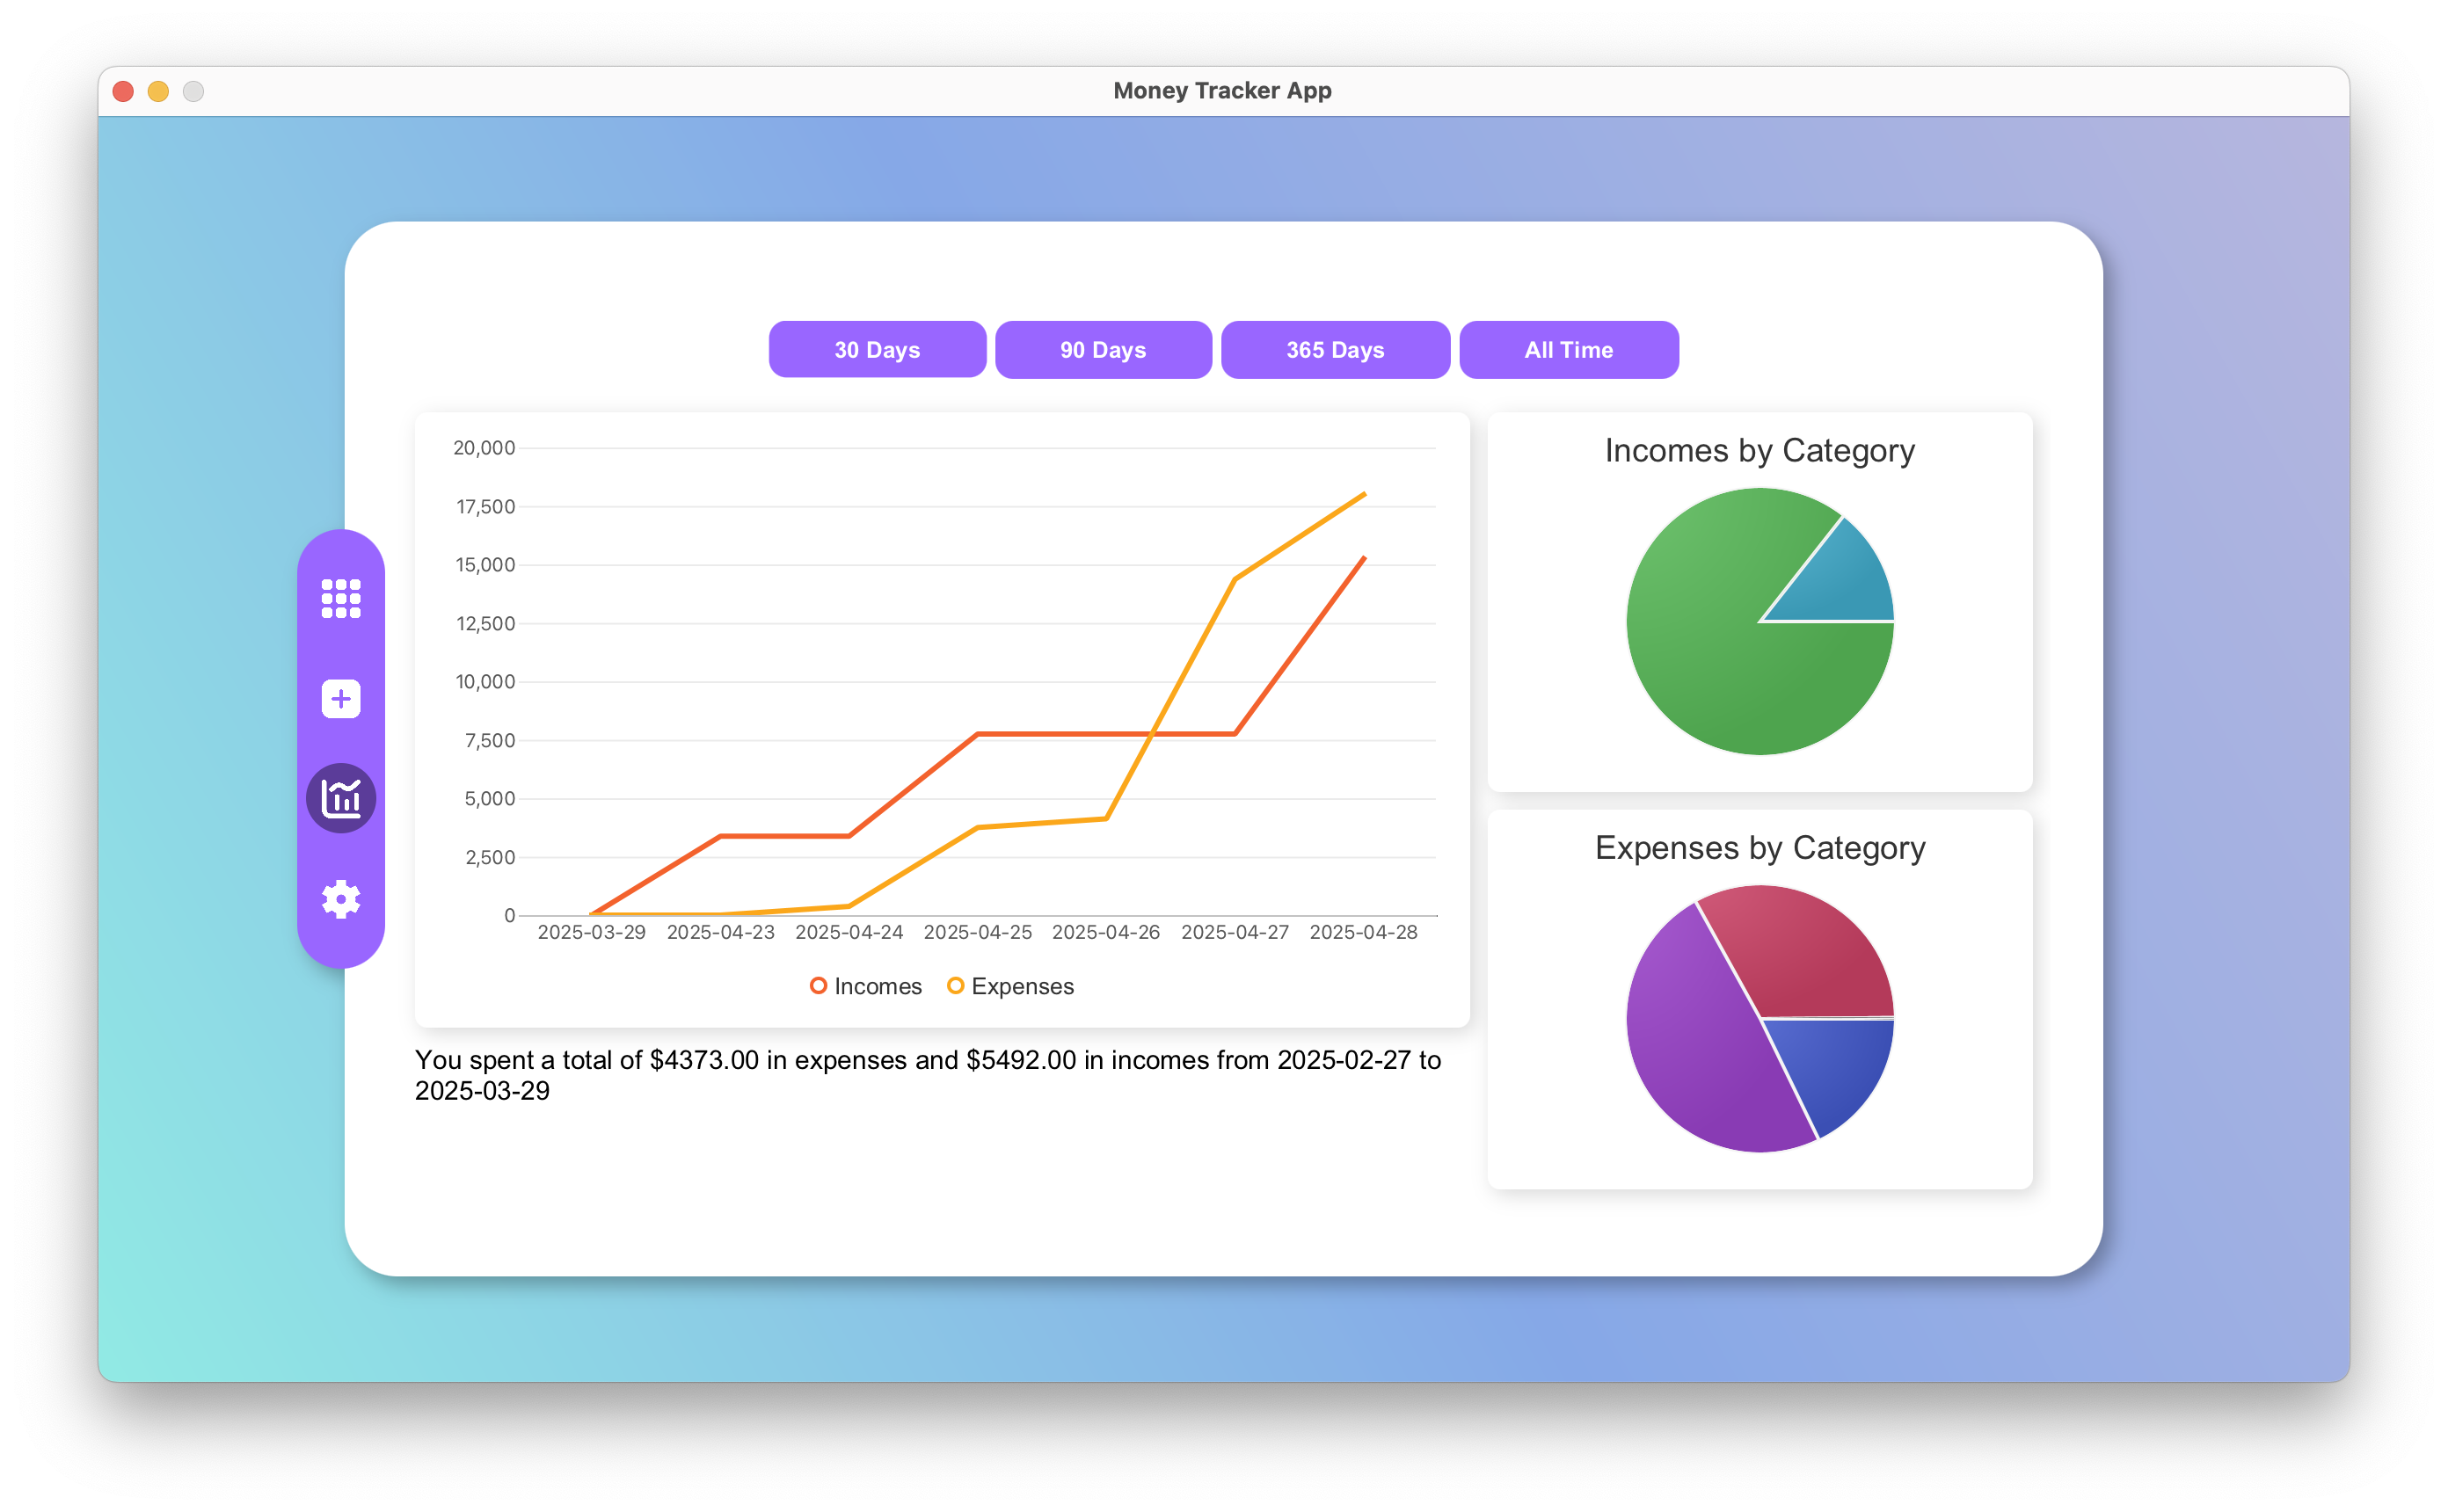 Money Tracker App
30 Days
90 Days
365 Days
All Time
20,000
17,500
15,000
12,500
10,000
7,500
5,000
2,500
0
2025-03-29
2025-04-23
2025-04-24
2025-04-25
2025-04-26
2025-04-27
2025-04-28
Incomes
Expenses
You spent a total of $4373.00 in expenses and $5492.00 in incomes from 2025-02-27 to
2025-03-29
Incomes by Category
Expenses by Category